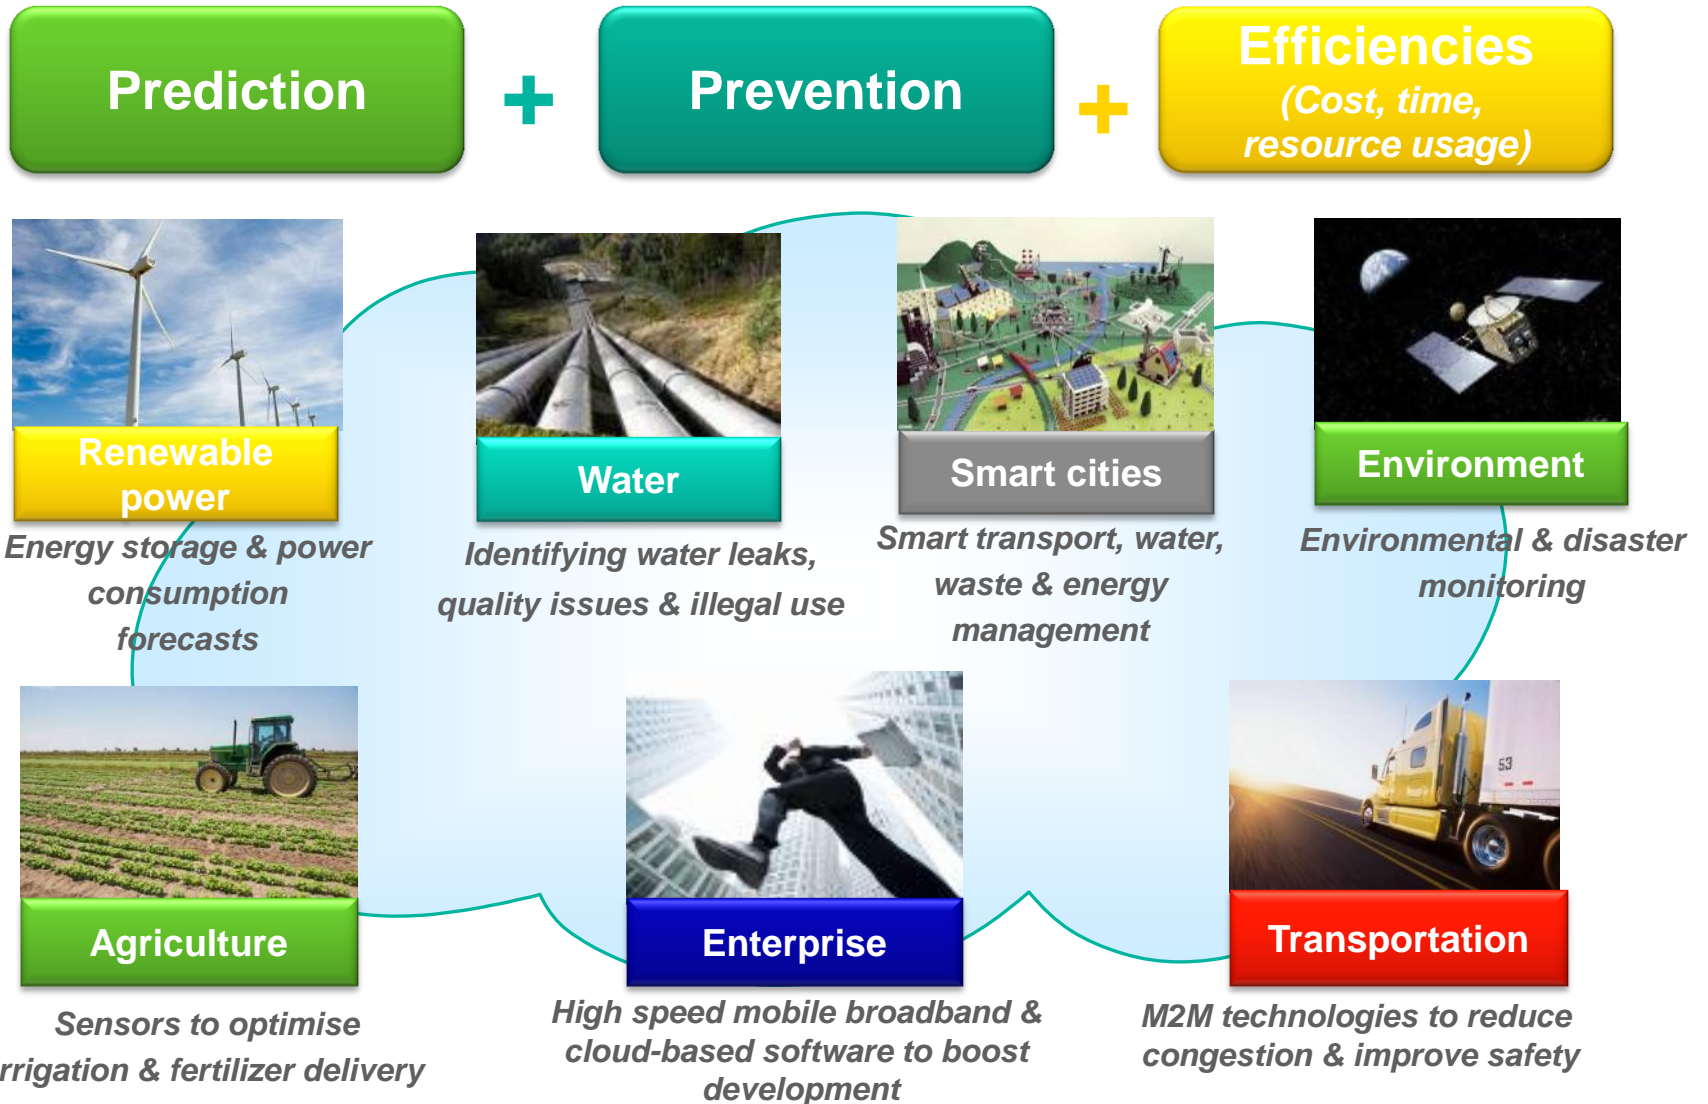 Prediction
+
Prevention
+
Efficiencies
(Cost, time,
resource usage)
Renewable
power
Energy storage & power
consumption
forecasts
Water
Identifying water leaks,
quality issues & illegal use
Smart cities
Smart transport, water,
waste & energy
management
Environment
Environmental & disaster
monitoring
Agriculture
Sensors to optimise
rrigation & fertilizer delivery
Enterprise
High speed mobile broadband &
cloud-based software to boost
development
53
Transportation
M2M technologies to reduce
congestion & improve safety